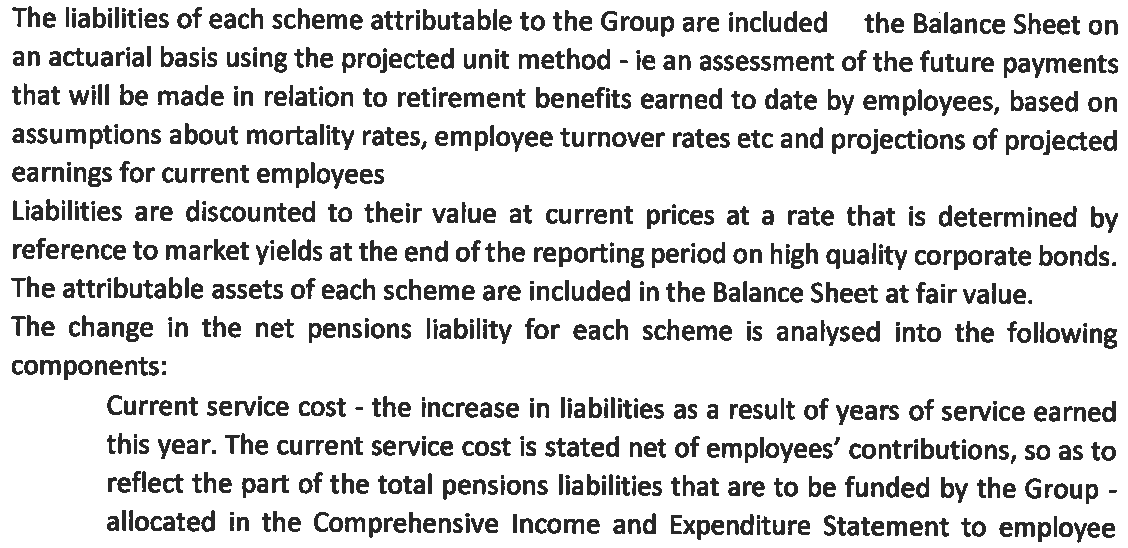 The liabilities of each scheme attributable to the Group are included the Balance Sheet on
an actuarial basis using the projected unit method - ie an assessment of the future payments
that will be made in relation to retirement benefits earned to date by employees, based on
assumptions about mortality rates, employee turnover rates etc and projections of projected
earnings for current employees
Liabilities are discounted to their value at current prices at a rate that is determined by
reference to market yields at the end of the reporting period on high quality corporate bonds.
The attributable assets of each scheme are included in the Balance Sheet at fair value.
The change in the net pensions liability for each scheme is analysed into the following
components:
Current service cost - the increase in liabilities as a result of years of service earned
this year. The current service cost is stated net of employees' contributions, so as to
reflect the part of the total pensions liabilities that are to be funded by the Group -
allocated in the Comprehensive Income and Expenditure Statement to employee